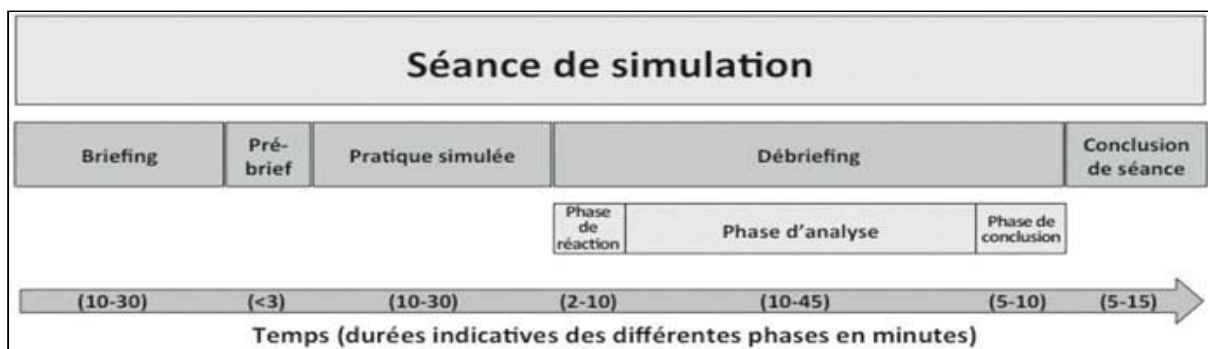 Séance de simulation
Briefing
Pré-
brief
Pratique simulée
Débriefing
Conclusion
de séance
Phase
de
réaction
Phase d'analyse
Phase de
conclusion
(10-30) (<3) (10-30) (2-10) (10-45) (5-10) (5-15)
Temps (durées indicatives des différentes phases en minutes)